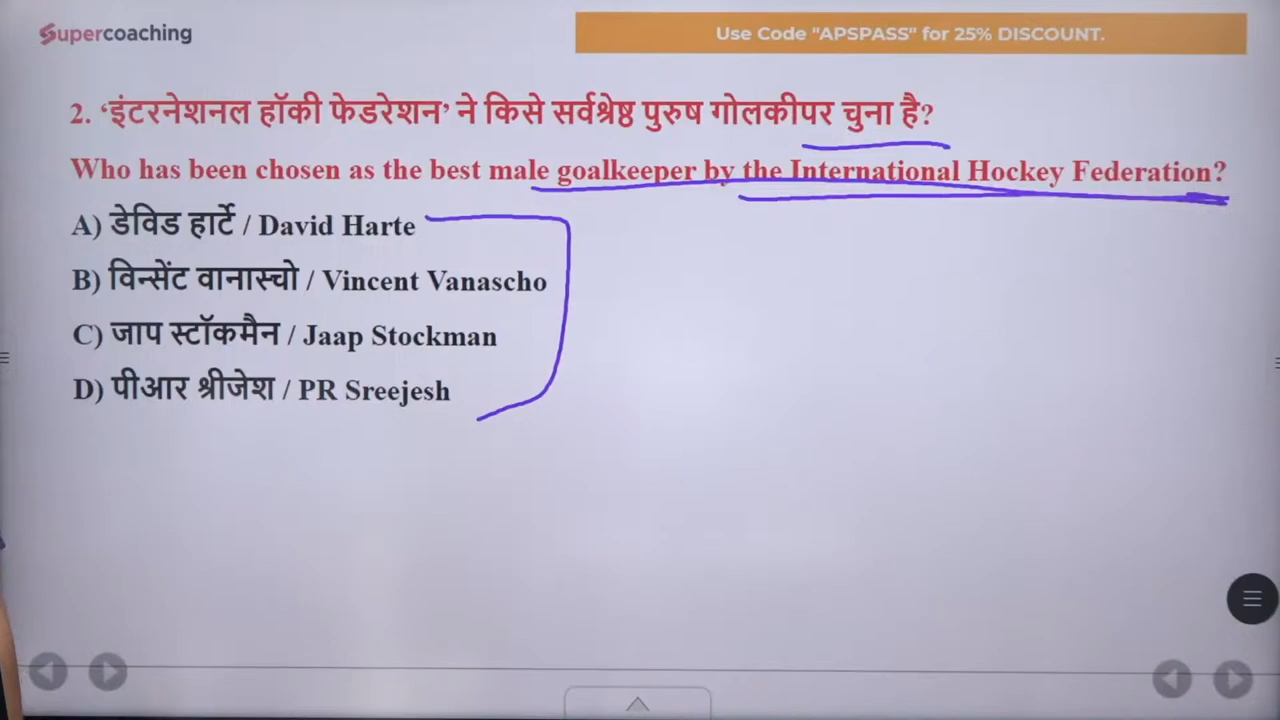 Supercoaching
Use Code "APSPASS" for 25% DISCOUNT.
2. ‘इंटरनेशनल हॉकी फेडरेशन’ ने किसे सर्वश्रेष्ठ पुरुष गोलकीपर चुना है?
Who has been chosen as the best male goalkeeper by the International Hockey Federation?
A) डेविड हार्टे / David Harte
B) विन्सेंट वानास्चो / Vincent Vanascho
C) जाप स्टॉकमैन / Jaap Stockman
D) पीआर श्रीजेश / PR Sreejesh